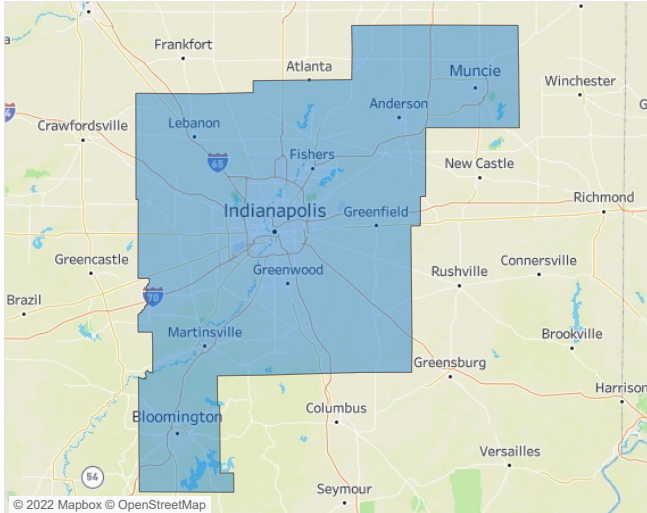 Frankfort
Atlanta
Muncie
Winchester
Anderson
Lebanon
Crawfordsville
65
Fishers
New Castle
Indianapolis
Greenfield
Richmond
Greencastle
Greenwood
Connersville
Rushville
Brazil
70
Martinsville
Brookville
Greensburg
Harrison
Bloomington
Columbus
Versailles
54
Seymour
© 2022 Mapbox © OpenStreetMap